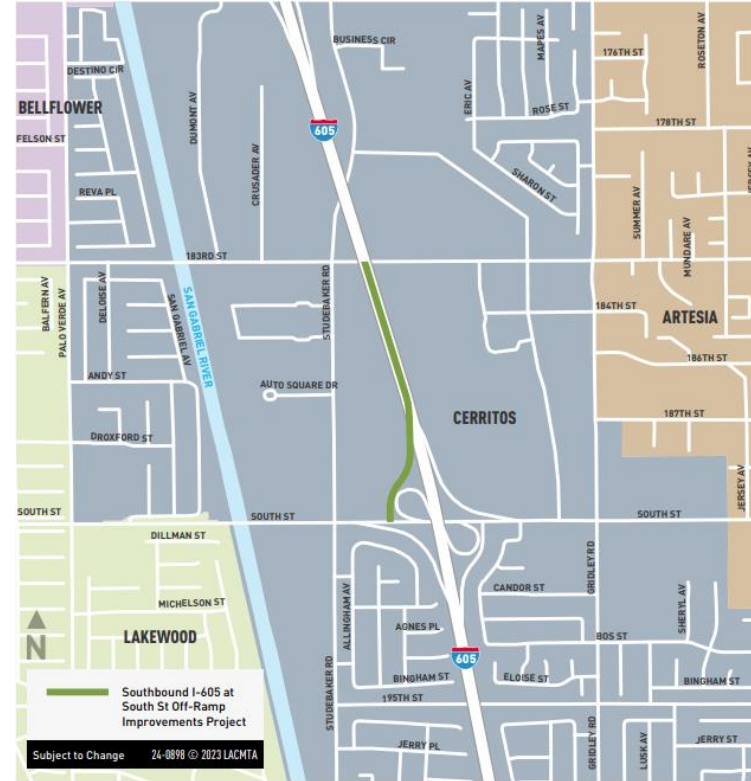 BUSINESS CIR
MAPES AV
ROSETON AV
176TH ST
DESTINO CIR
ERIC AV
BELLFLOWER
DUMONT AV
ROSE ST
605
178TH ST
FELSON ST
CRUSADER AV
REVA PL
SHARON ST
SUMMER AV
MUNDARE AV
183RD ST
BALFERN AV
PALO VERDE AV
DELOISE AV
SAN GABRIEL AV
SAN GABRIEL RIVER
STUDEBAKER RD
184TH ST
ARTESIA
186TH ST
ANDY ST
AUTO SQUARE DR
CERRITOS
187TH ST
DROXFORD ST
JERSEY AV
SOUTH ST
SOUTH ST
SOUTH ST
DILLMAN ST
GRIDLEY RD
CANDOR ST
ALLINGHAM AV
SHERYL AV
MICHELSON ST
AGNES PL
BOS ST
N
LAKEWOOD
605
STUDEBAKER RD
BINGHAM ST
ELOISE ST
BINGHAM ST
195TH ST
Southbound I-605 at
South St Off-Ramp
Improvements Project
GRIDLEY RD
LUSK AV
JERRY PL
JERRY ST
Subject to Change 24-0898 © 2023 LACMTA